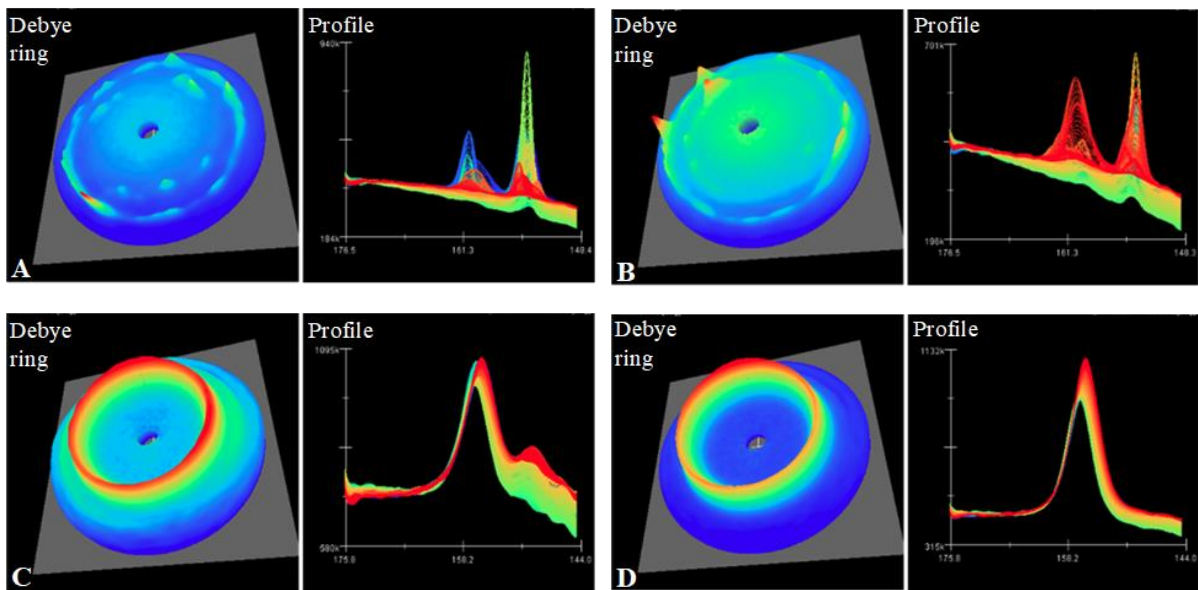 Debye
ring
Profile
940k
184k
176.5
161.3
148.4
A
Debye
ring
Profile
701k
196k
176.5
161.3
148.3
B
Debye
ring
Profile
1095k
580k
175.8
158.2
144.0
C
Debye
ring
Profile
1132k
315k
175.8
158.2
144.0
D